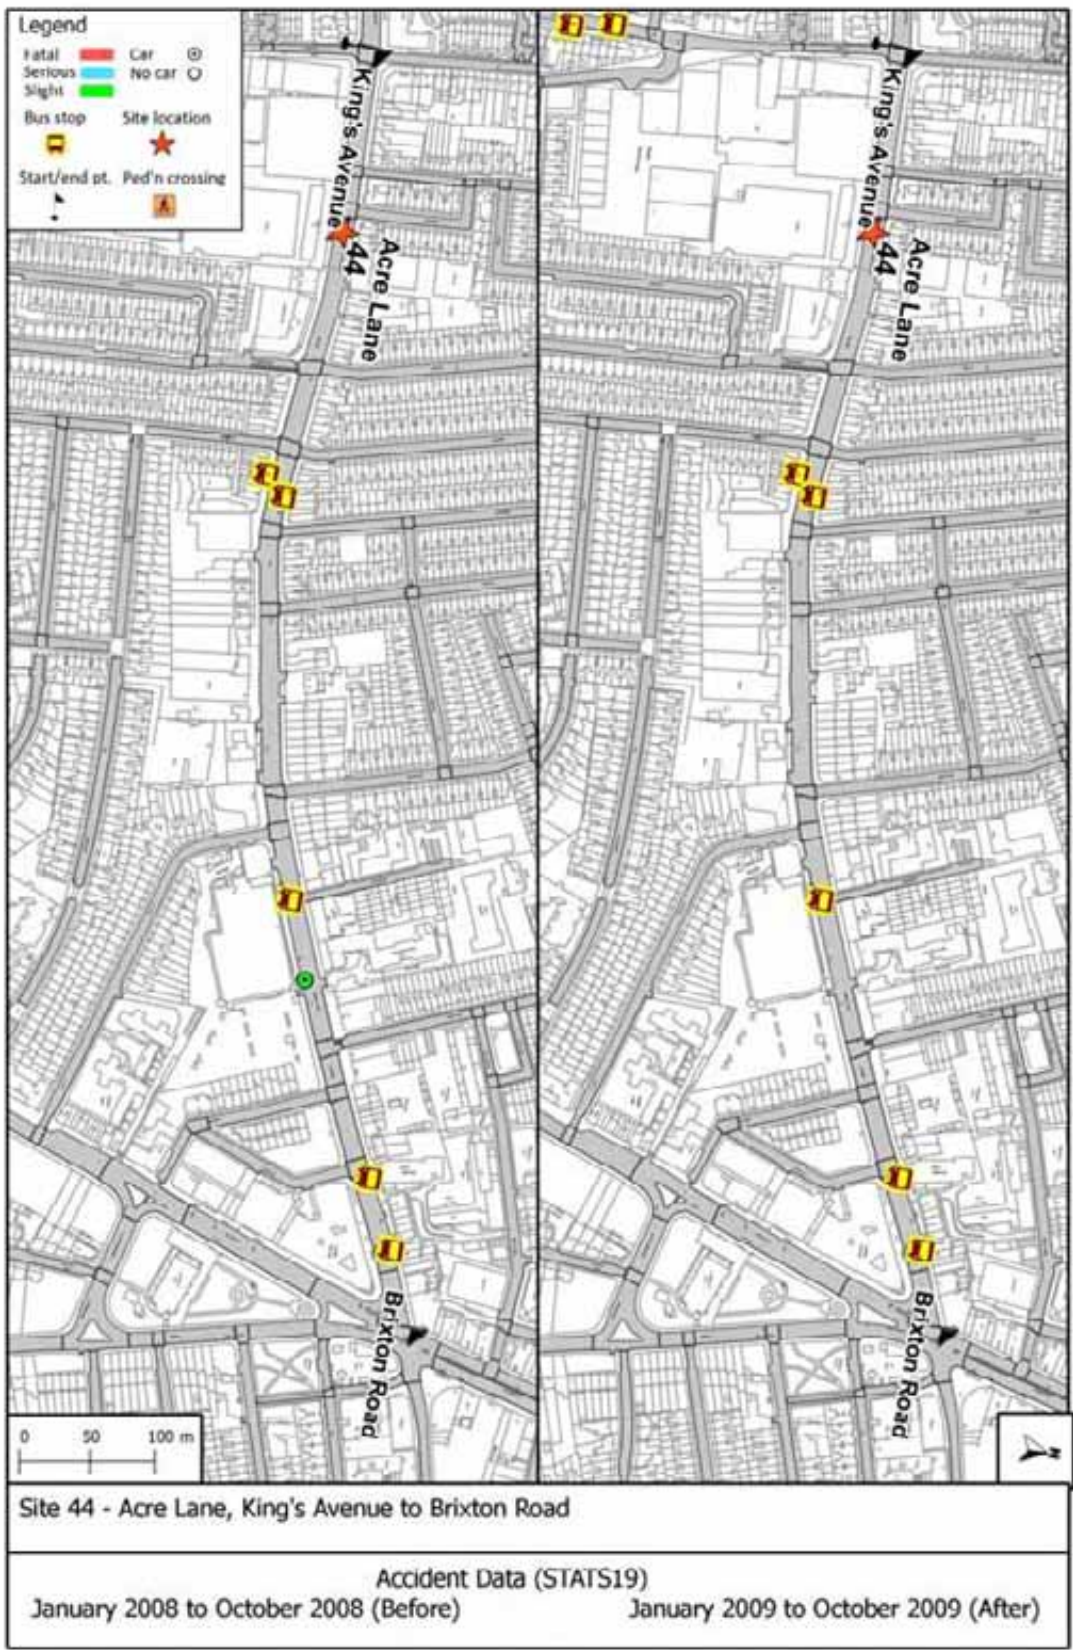 Legend
Fatal
Car
Serious
No car
Slight
Bus stop
Site location
Start/end pt.
Ped'n crossing
King's Avenue
44
Acre Lane
Brixton Road
King's Avenue
44
Acre Lane
Brixton Road
0 50 100 m
N
Site 44 - Acre Lane, King's Avenue to Brixton Road
Accident Data (STATS19)
January 2008 to October 2008 (Before)
January 2009 to October 2009 (After)